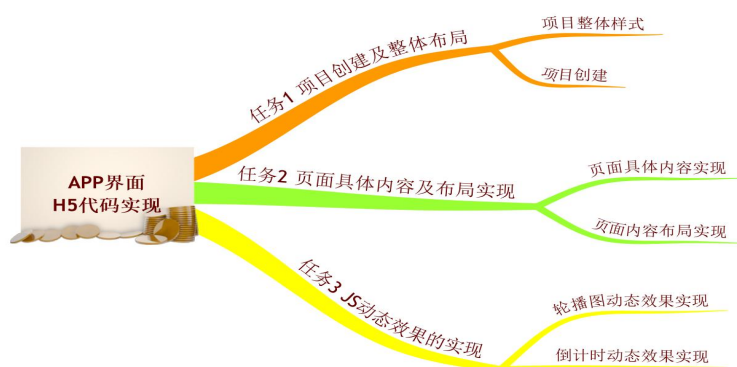 APP界面
H5代码实现
任务1 项目创建及整体布局
项目整体样式
项目创建
任务2 页面具体内容及布局实现
页面具体内容实现
页面内容布局实现
任务3 JS动态效果的实现
轮播图动态效果实现
倒计时动态效果实现